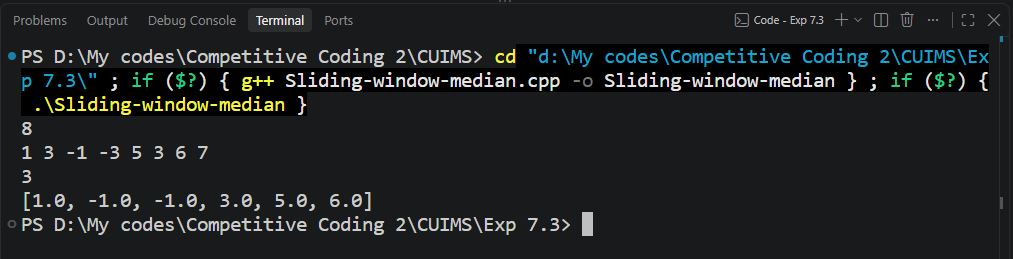 Problems Output Debug Console Terminal Ports Code - Exp 7.3
PS D:\My codes\Competitive Coding 2\CUIMS> cd "d:\My codes\Competitive Coding 2\CUIMS\Ex
p 7.3\" ; if ($?) { g++ Sliding-window-median.cpp -o Sliding-window-median } ; if ($?) {
 .\Sliding-window-median }
8
1 3 -1 -3 5 3 6 7
3
[1.0, -1.0, -1.0, 3.0, 5.0, 6.0]
PS D:\My codes\Competitive Coding 2\CUIMS\Exp 7.3>